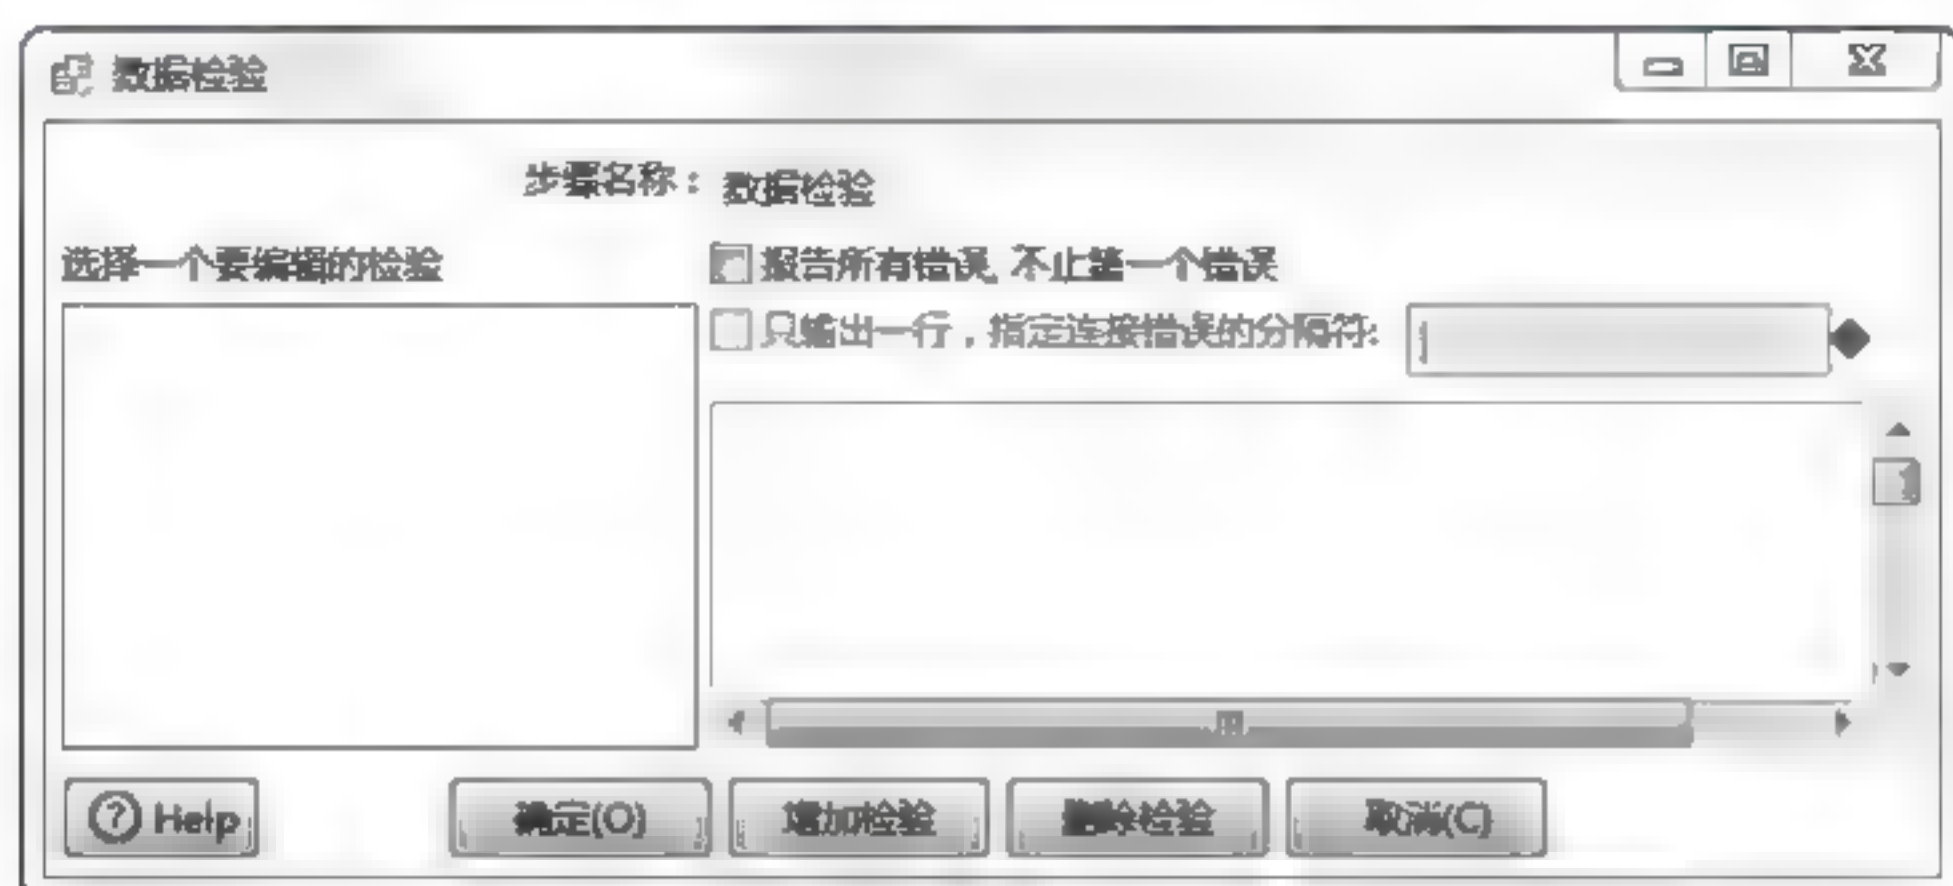 数据检验
步骤名称：数据检验
选择一个要编辑的检验
报告所有错误, 不止第一个错误
只输出一行，指定连接错误的分隔符:
Help
确定(O)
增加检验
删除检验
取消(C)